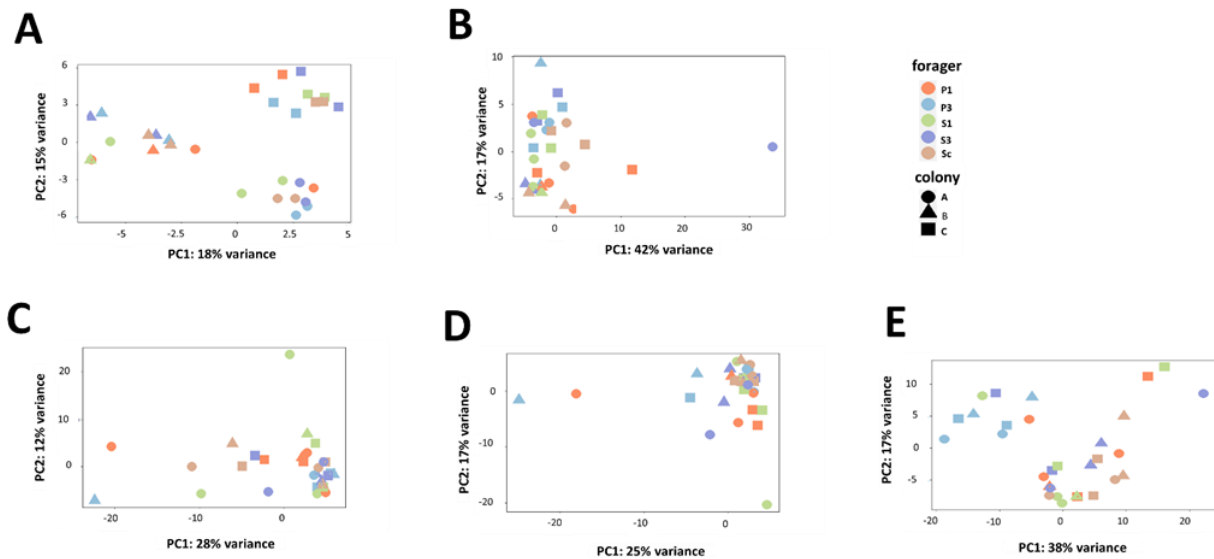 A
PC2: 15% variance
6
3
0
-3
-6
-5
-2.5
0
2.5
5
PC1: 18% variance
B
PC2: 17% variance
10
5
0
-5
0
10
20
30
PC1: 42% variance
forager
P1
P3
S1
S3
Sc
colony
A
B
C
C
PC2: 12% variance
20
10
0
-20
-10
0
PC1: 28% variance
D
PC2: 17% variance
0
-10
-20
-20
-10
0
PC1: 25% variance
E
PC2: 17% variance
10
5
0
-5
-20
-10
0
10
20
PC1: 38% variance